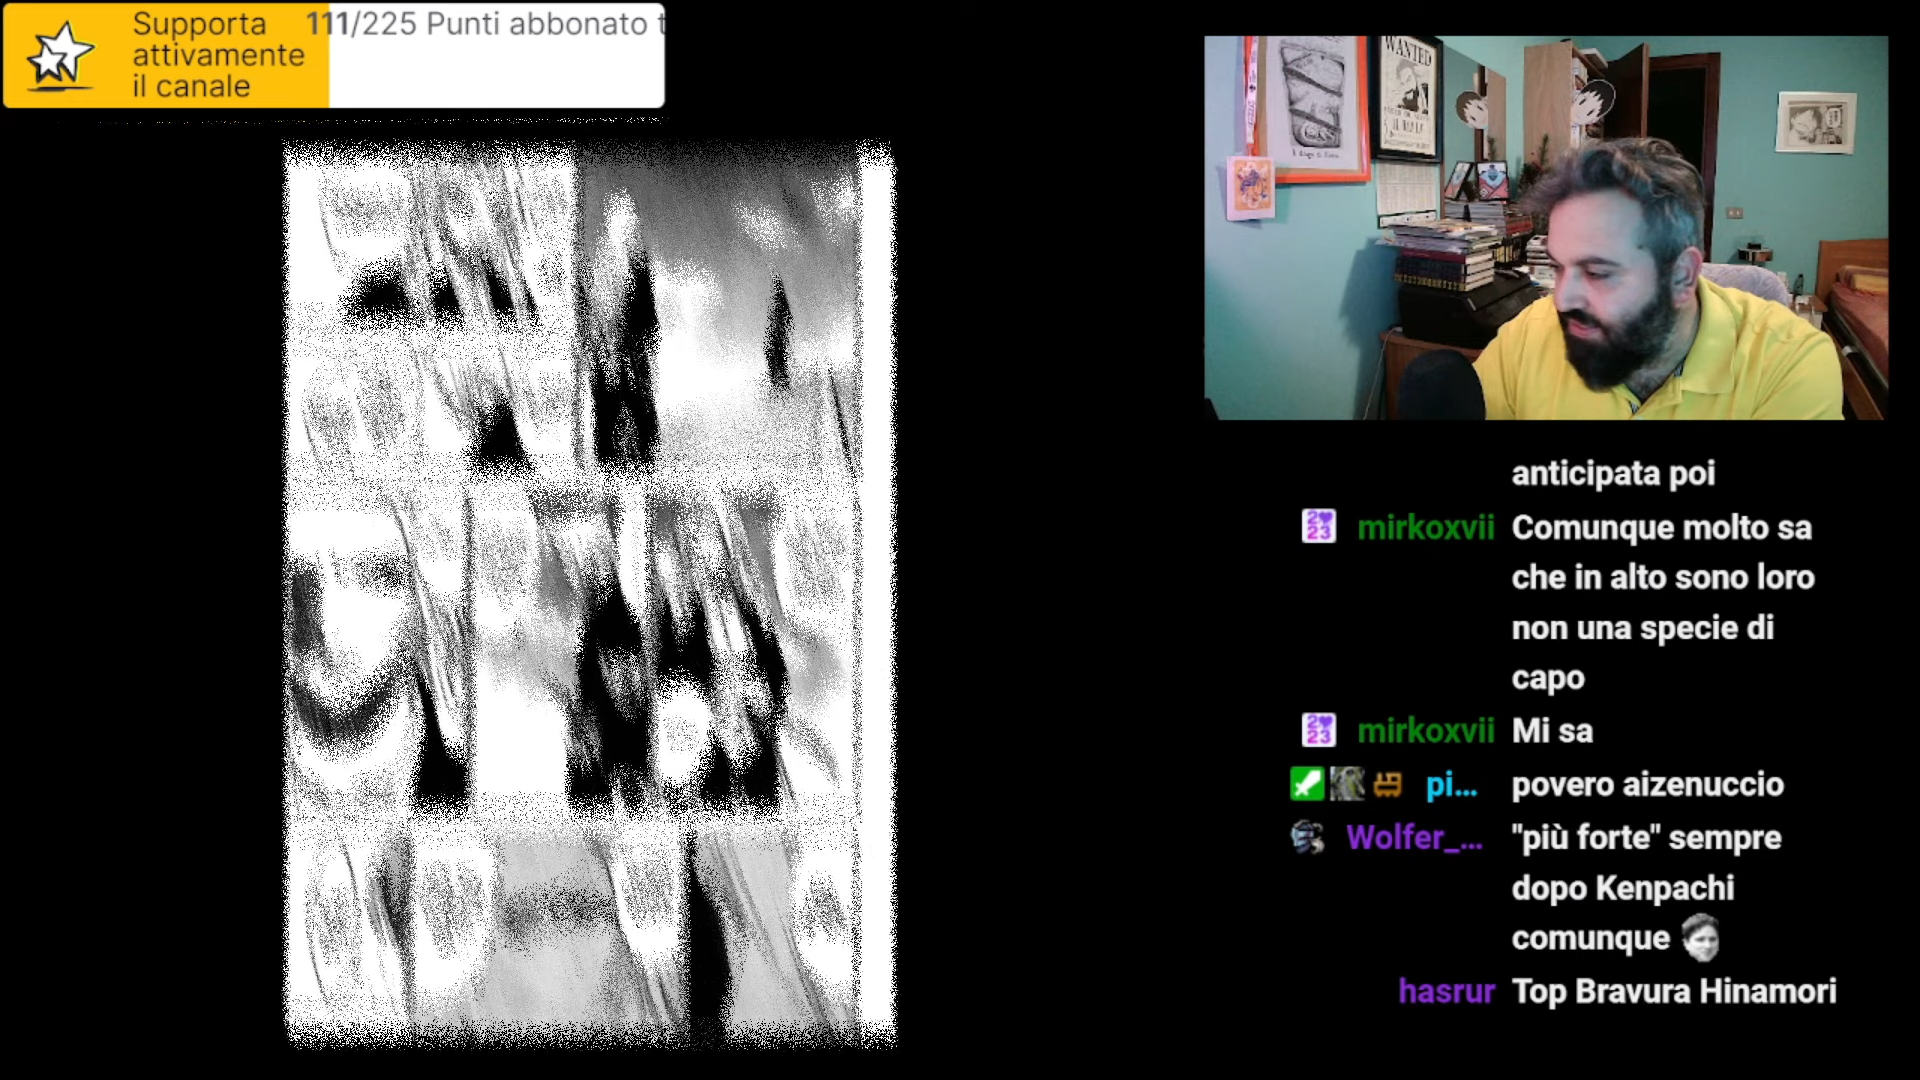 Supporta
attivamente
il canale
111/225 Punti abbonato t
WANTED
anticipata poi
mirkoxvii Comunque molto sa
che in alto sono loro
non una specie di
capo
mirkoxvii Mi sa
pi... povero aizenuccio
Wolfer_... "più forte" sempre
dopo Kenpachi
comunque
hasrur Top Bravura Hinamori